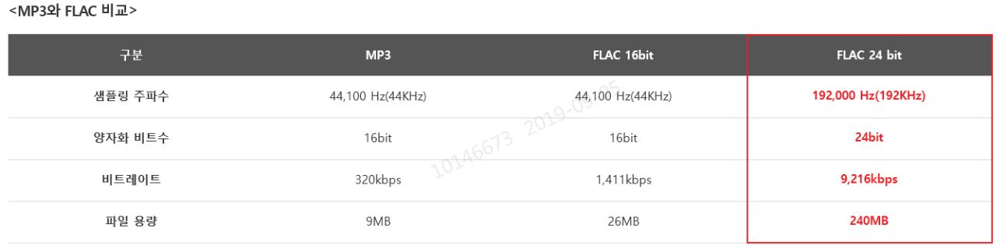 <MP3와 FLAC 비교>
구분 MP3 FLAC 16bit FLAC 24 bit
샘플링 주파수 44,100 Hz(44KHz) 44,100 Hz(44KHz) 192,000 Hz(192KHz)
양자화 비트수 16bit 16bit 24bit
비트레이트 320kbps 1,411kbps 9,216kbps
파일 용량 9MB 26MB 240MB
10146673 2019-09-05